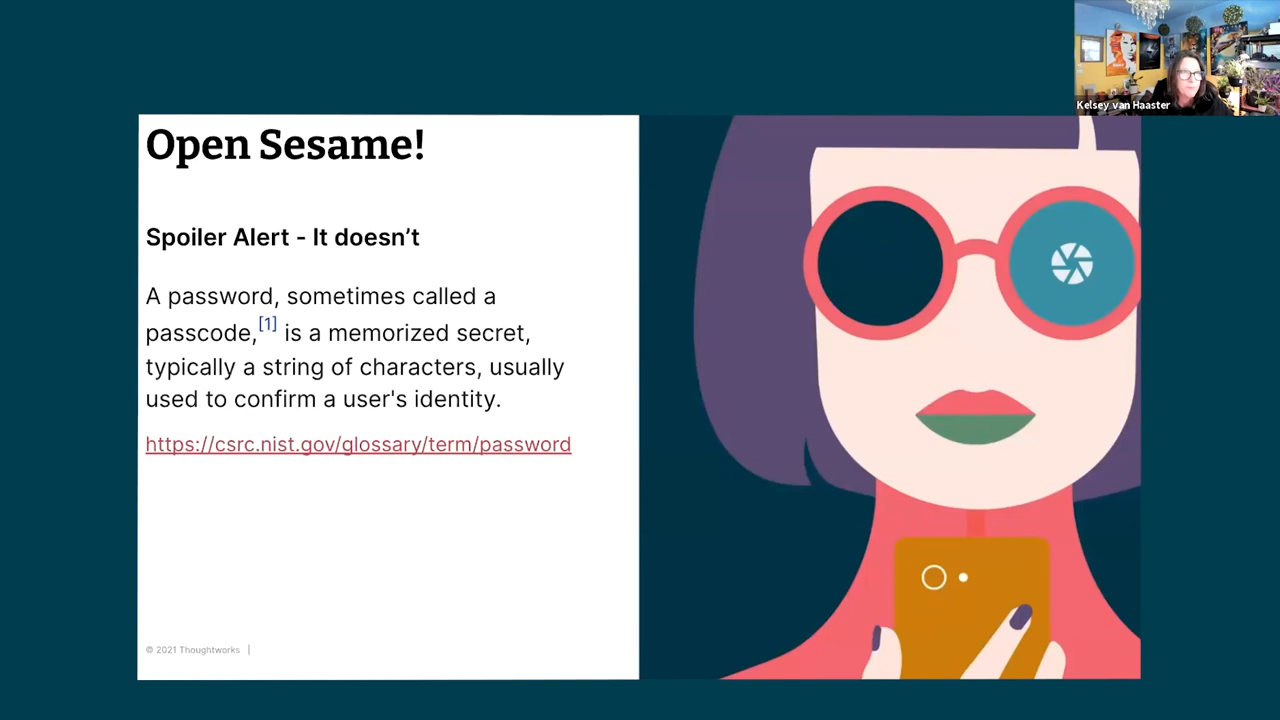 Kelsey van Haaster
Open Sesame!
Spoiler Alert - It doesn’t
A password, sometimes called a
passcode,[1] is a memorized secret,
typically a string of characters, usually
used to confirm a user's identity.
https://csrc.nist.gov/glossary/term/password
© 2021 Thoughtworks |